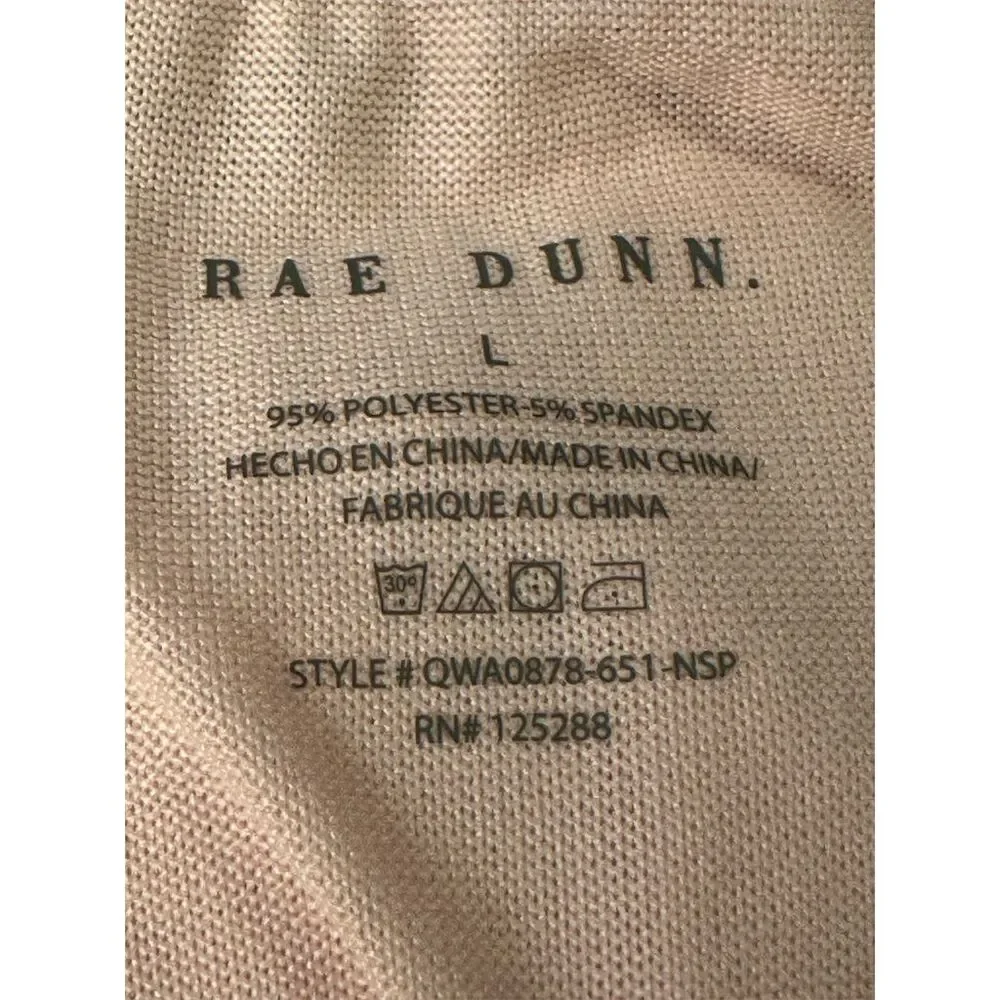 RAE DUNN.
L
95% POLYESTER-5% SPANDEX
HECHO EN CHINA/MADE IN CHINA/
FABRIQUE AU CHINA
30°
STYLE # QWA0878-651-NSP
RN# 125288